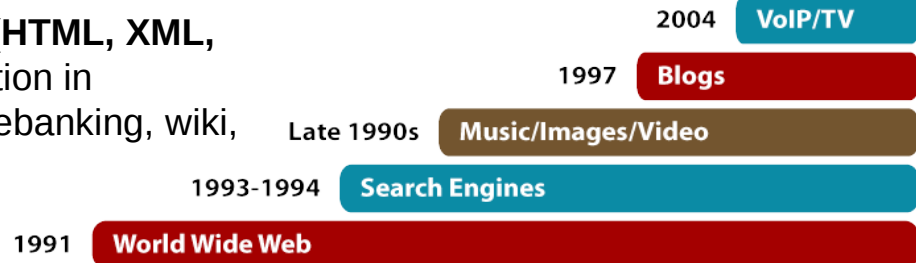 HTML, XML,
tion in
ebanking, wiki,
2004 VoIP/TV
1997 Blogs
Late 1990s Music/Images/Video
1993-1994 Search Engines
1991 World Wide Web